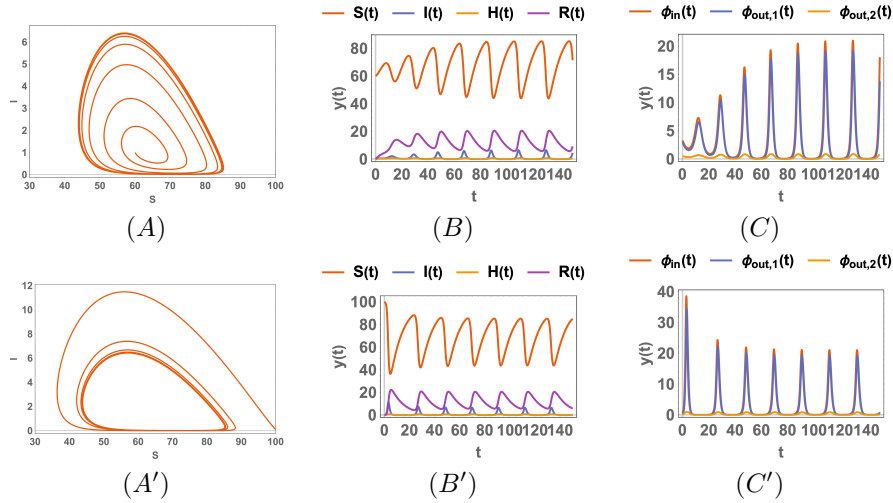 S(t) I(t) H(t) R(t)
ϕin(t) ϕout,1(t) ϕout,2(t)
I
6
5
4
3
2
1
0
30 40 50 60 70 80 90 100
S
y(t)
80
60
40
20
0
0 20 40 60 80 100120140
t
y(t)
20
15
10
5
0
0 20 40 60 80 100120140
t
(A) (B) (C)
S(t) I(t) H(t) R(t)
ϕin(t) ϕout,1(t) ϕout,2(t)
I
12
10
8
6
4
2
0
30 40 50 60 70 80 90 100
S
y(t)
100
80
60
40
20
0
0 20 40 60 80 100120140
t
y(t)
40
30
20
10
0
0 20 40 60 80 100120140
t
(A′) (B′) (C′)